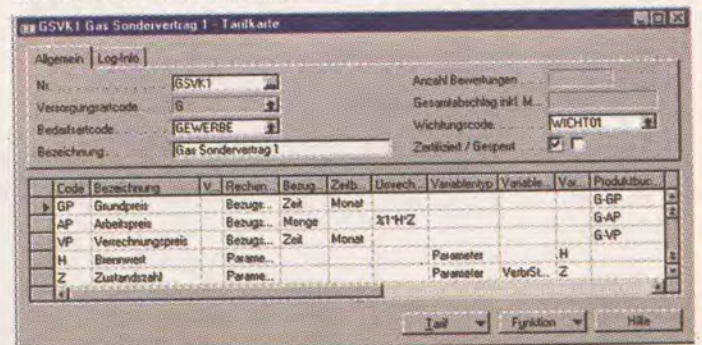 GSVK1 Gas Sondervertrag 1 - Tarifkarte
Allgemein Log-Info
Nr. GSVK1 Anzahl Bewertungen
Versorgungsartcode G Gesamtabschlag inkl. M...
Bedarfsartcode GEWERBE Wichtungscode WICHT01
Bezeichnung Gas Sondervertrag 1 Zertifiziert / Gesperrt
Code Bezeichnung V... Rechen... Bezug... Zeitb... Umrech... Variablentyp Variable... Var... Produktbuc...
GP Grundpreis Bezugs... Zeit Monat G-GP
AP Arbeitspreis Bezugs... Menge %1*H*Z G-AP
VP Verrechnungspreis Bezugs... Zeit Monat G-VP
H Brennwert Parame... Parameter H
Z Zustandszahl Parame... Parameter VerbrSt... Z
Tarif Funktion Hilfe